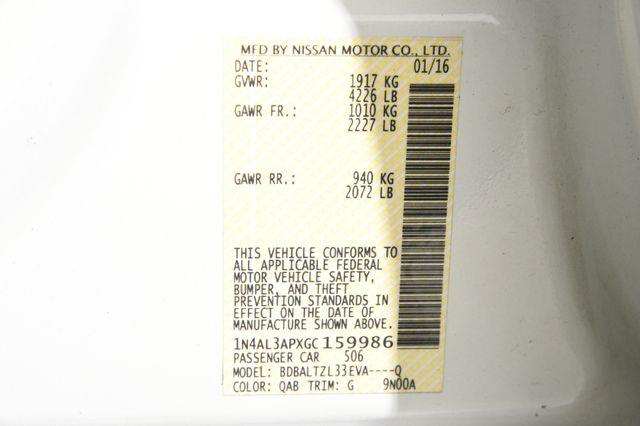 MFD BY NISSAN MOTOR CO., LTD.
DATE: 01/16
GVWR: 1917 KG
4226 LB
GAWR FR.: 1010 KG
2227 LB
GAWR RR.: 940 KG
2072 LB
THIS VEHICLE CONFORMS TO
ALL APPLICABLE FEDERAL
MOTOR VEHICLE SAFETY,
BUMPER, AND THEFT
PREVENTION STANDARDS IN
EFFECT ON THE DATE OF
MANUFACTURE SHOWN ABOVE.
1N4AL3APXGC159986
PASSENGER CAR 506
MODEL: BDBALTZL33EVA----Q
COLOR: QAB TRIM: G 9N00A